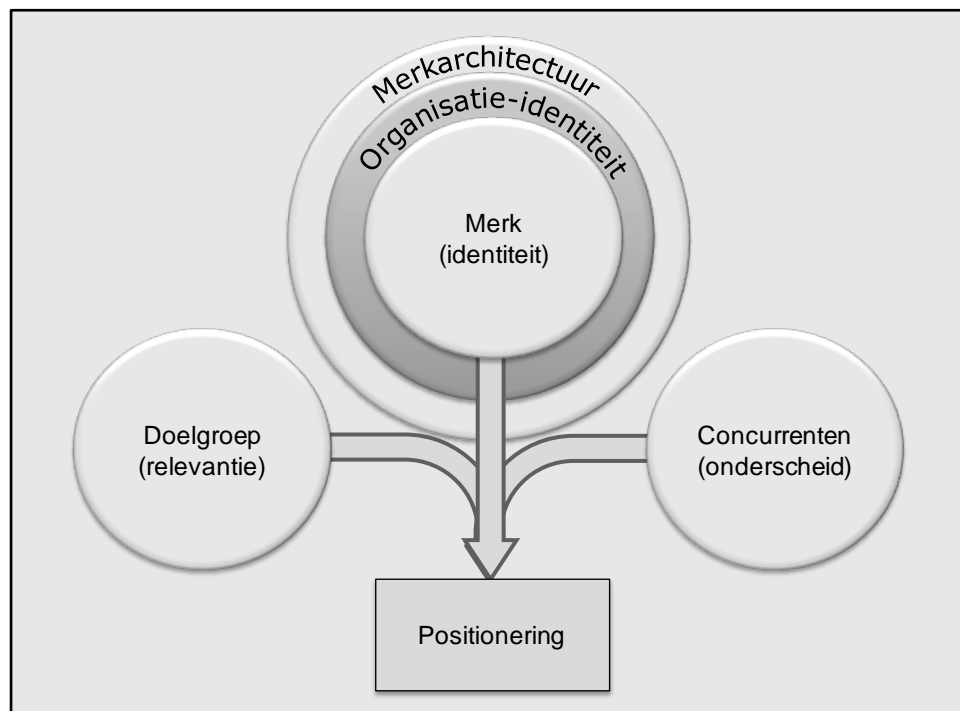 Merkarchitectuur
Organisatie-identiteit
Merk
(identiteit)
Doelgroep
(relevantie)
Concurrenten
(onderscheid)
Positionering